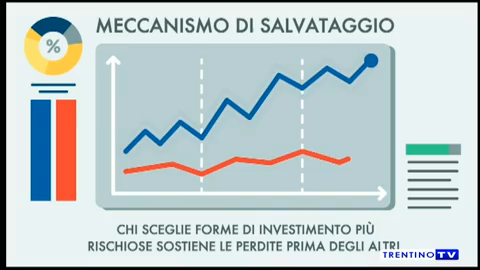 MECCANISMO DI SALVATAGGIO
%
CHI SCEGLIE FORME DI INVESTIMENTO PIÙ
RISCHIOSE SOSTIENE LE PERDITE PRIMA DEGLI ALTRI
TRENTINO TV